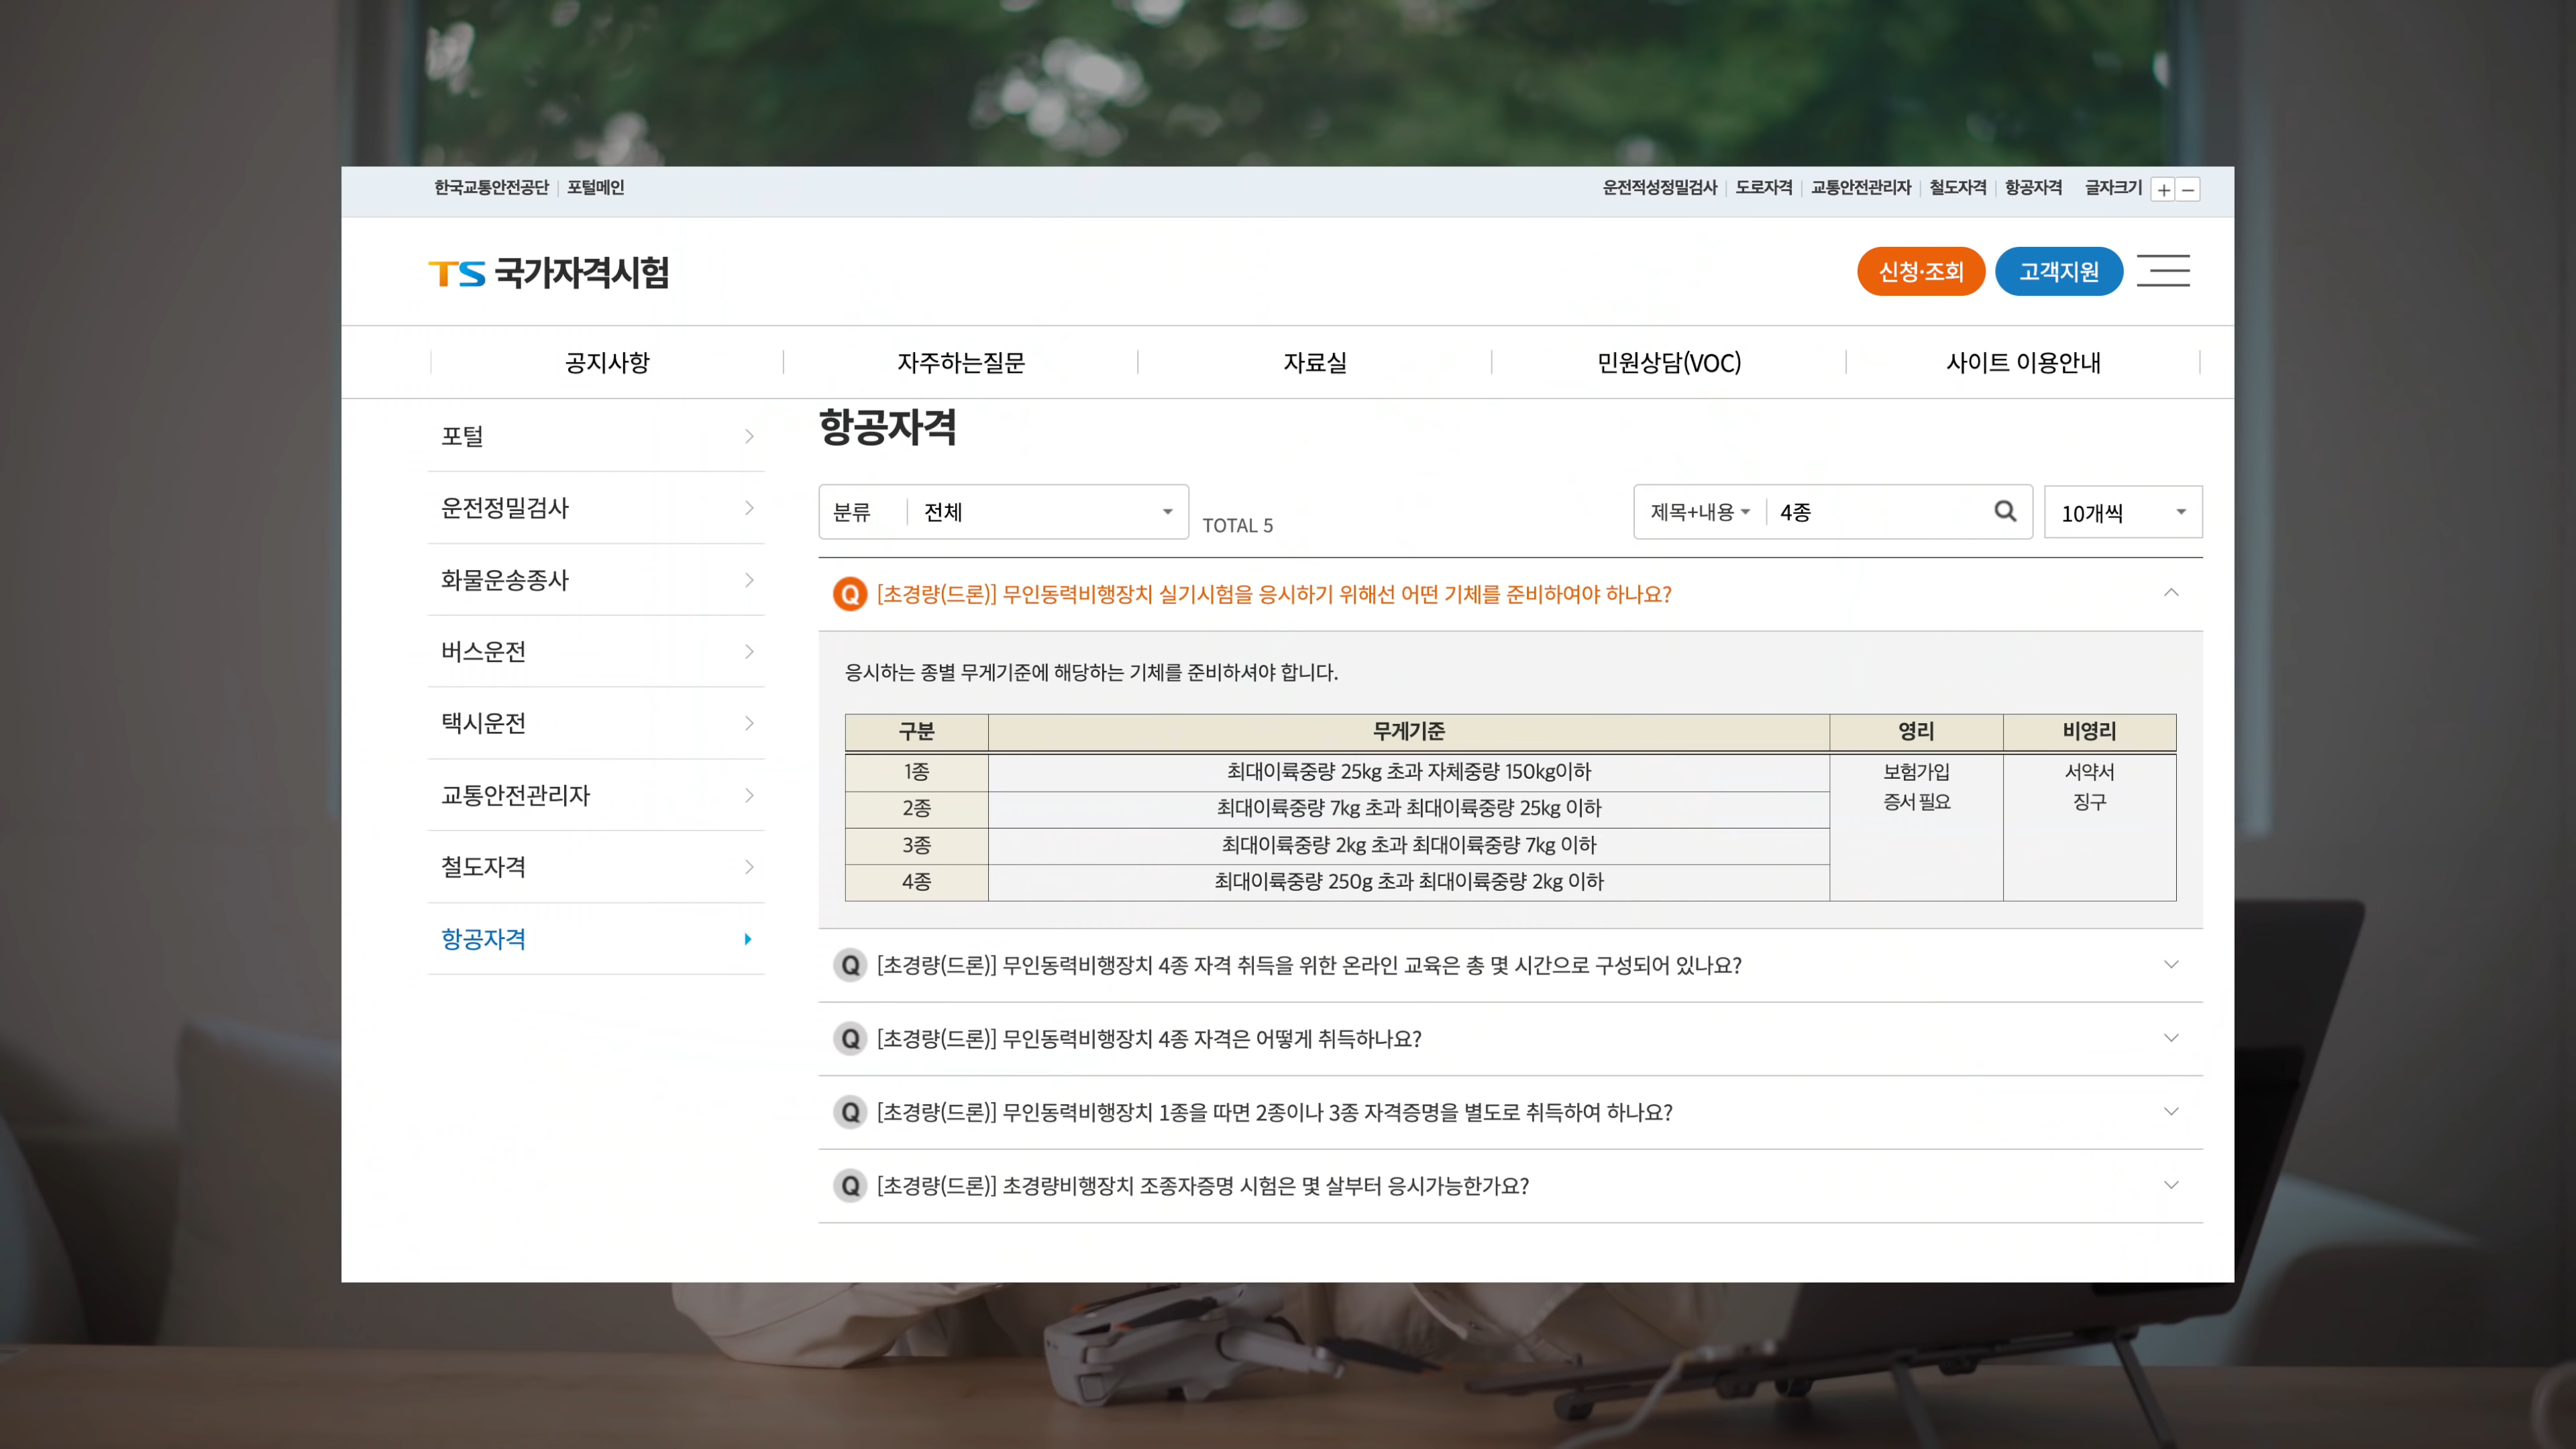 한국교통안전공단 포털메인 운전적성정밀검사 도로자격 교통안전관리자 철도자격 항공자격 글자크기 + -
TS 국가자격시험 신청·조회 고객지원
공지사항 자주하는질문 자료실 민원상담(VOC) 사이트 이용안내
포털
운전정밀검사
화물운송종사
버스운전
택시운전
교통안전관리자
철도자격
항공자격
항공자격
분류 전체 TOTAL 5 제목+내용 4종 10개씩
Q [초경량(드론)] 무인동력비행장치 실기시험을 응시하기 위해선 어떤 기체를 준비하여야 하나요?
응시하는 종별 무게기준에 해당하는 기체를 준비하셔야 합니다.
구분 무게기준 영리 비영리
1종 최대이륙중량 25kg 초과 자체중량 150kg이하 보험가입 서약서
증서 필요 징구
2종 최대이륙중량 7kg 초과 최대이륙중량 25kg 이하
3종 최대이륙중량 2kg 초과 최대이륙중량 7kg 이하
4종 최대이륙중량 250g 초과 최대이륙중량 2kg 이하
Q [초경량(드론)] 무인동력비행장치 4종 자격 취득을 위한 온라인 교육은 총 몇 시간으로 구성되어 있나요?
Q [초경량(드론)] 무인동력비행장치 4종 자격은 어떻게 취득하나요?
Q [초경량(드론)] 무인동력비행장치 1종을 따면 2종이나 3종 자격증명을 별도로 취득하여 하나요?
Q [초경량(드론)] 초경량비행장치 조종자증명 시험은 몇 살부터 응시가능한가요?